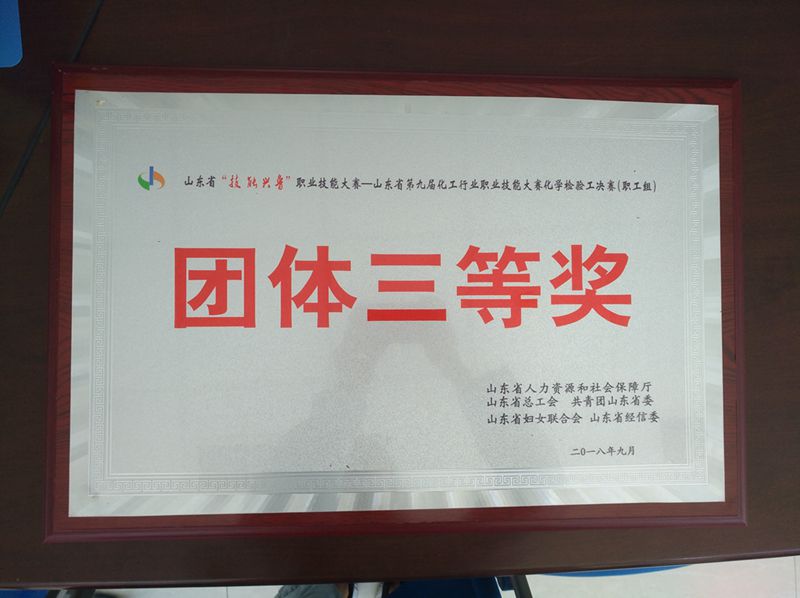 山东省“技能兴鲁”职业技能大赛—山东省第九届化工行业职业技能大赛化学检验工决赛(职工组)
团体三等奖
山东省人力资源和社会保障厅
山东省总工会 共青团山东省委
山东省妇女联合会 山东省经信委
二〇一八年九月